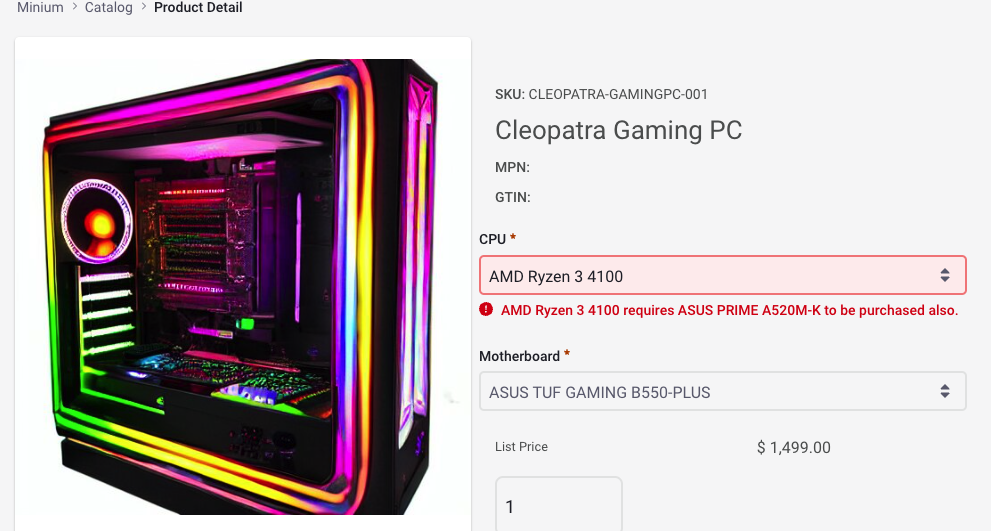 Minium > Catalog > Product Detail
SKU: CLEOPATRA-GAMINGPC-001
Cleopatra Gaming PC
MPN:
GTIN:
CPU *
AMD Ryzen 3 4100
AMD Ryzen 3 4100 requires ASUS PRIME A520M-K to be purchased also.
Motherboard *
ASUS TUF GAMING B550-PLUS
List Price $ 1,499.00
1